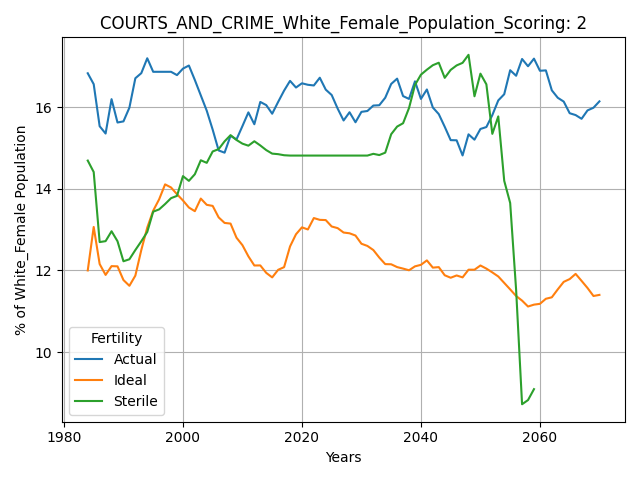 COURTS_AND_CRIME_White_Female_Population_Scoring: 2
% of White_Female Population
16
14
12
10
Fertility
Actual
Ideal
Sterile
1980
2000
2020
2040
2060
Years